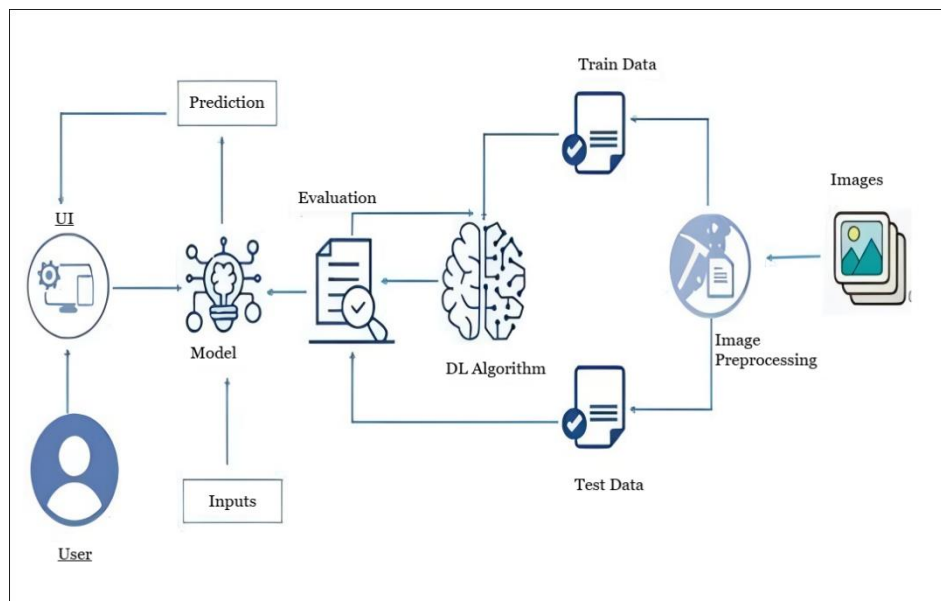 Train Data
Prediction
Images
Evaluation
UI
Image
Preprocessing
Model
DL Algorithm
Test Data
Inputs
User